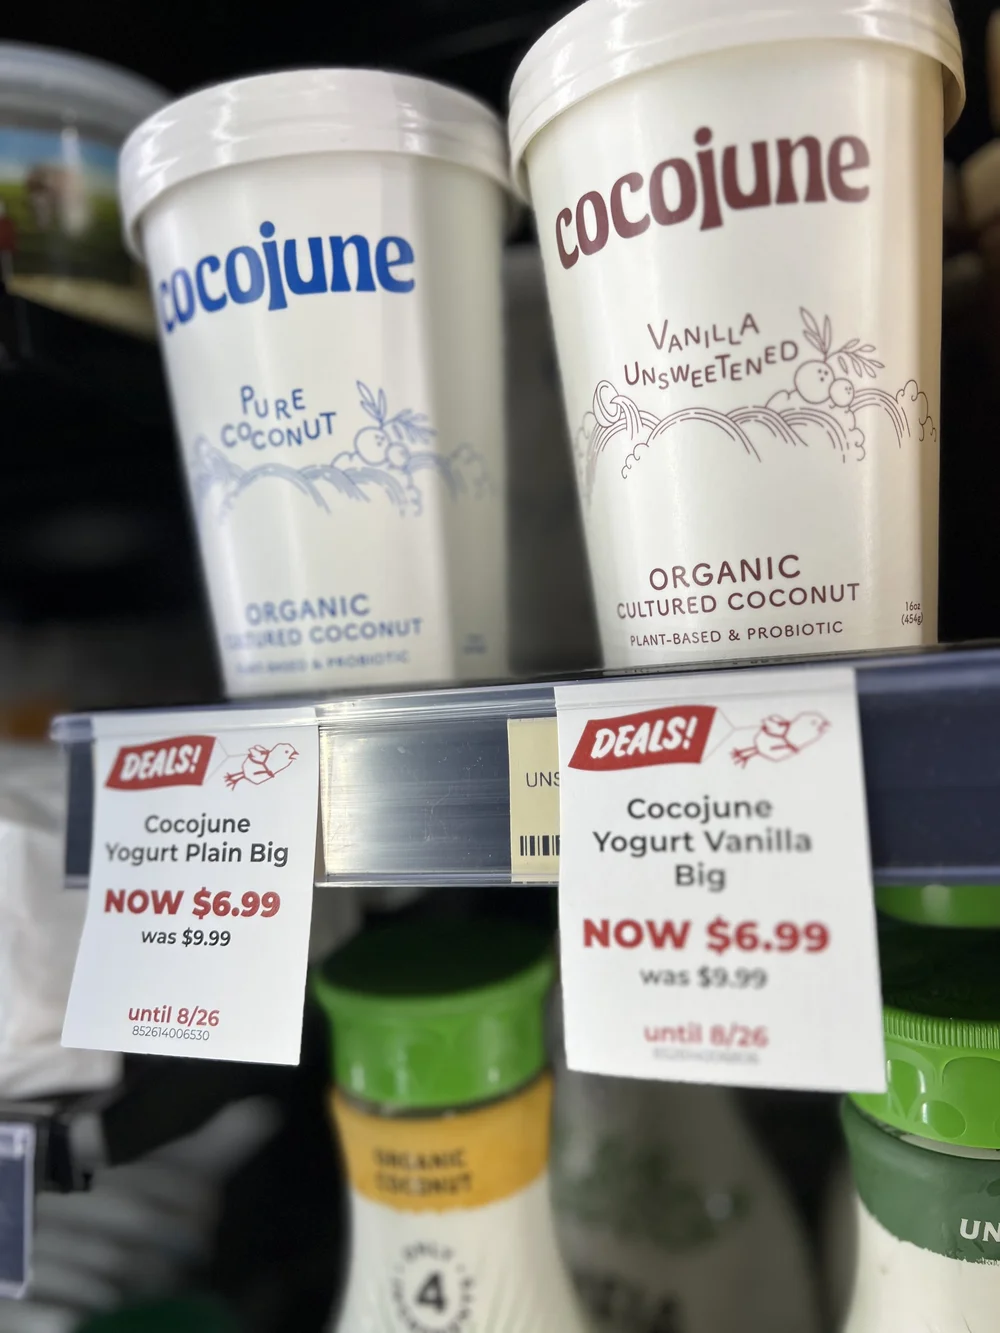 cocojune
PURE
COCONUT
ORGANIC
CULTURED COCONUT
PLANT-BASED & PROBIOTIC
cocojune
VANILLA
UNSWEETENED
ORGANIC
CULTURED COCONUT
PLANT-BASED & PROBIOTIC
16oz
(454g)
DEALS!
Cocojune
Yogurt Plain Big
NOW $6.99
was $9.99
until 8/26
852614006530
UNS
DEALS!
Cocojune
Yogurt Vanilla
Big
NOW $6.99
was $9.99
until 8/26
ORGANIC
COCONUT
ONLY
4
UN